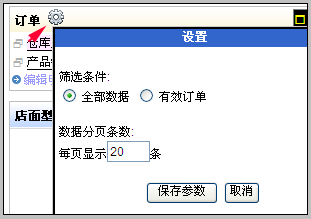 订单
设置
仓库
产品
编辑
店面
筛选条件:
全部数据 有效订单
数据分页条数:
每页显示 20 条
保存参数 取消